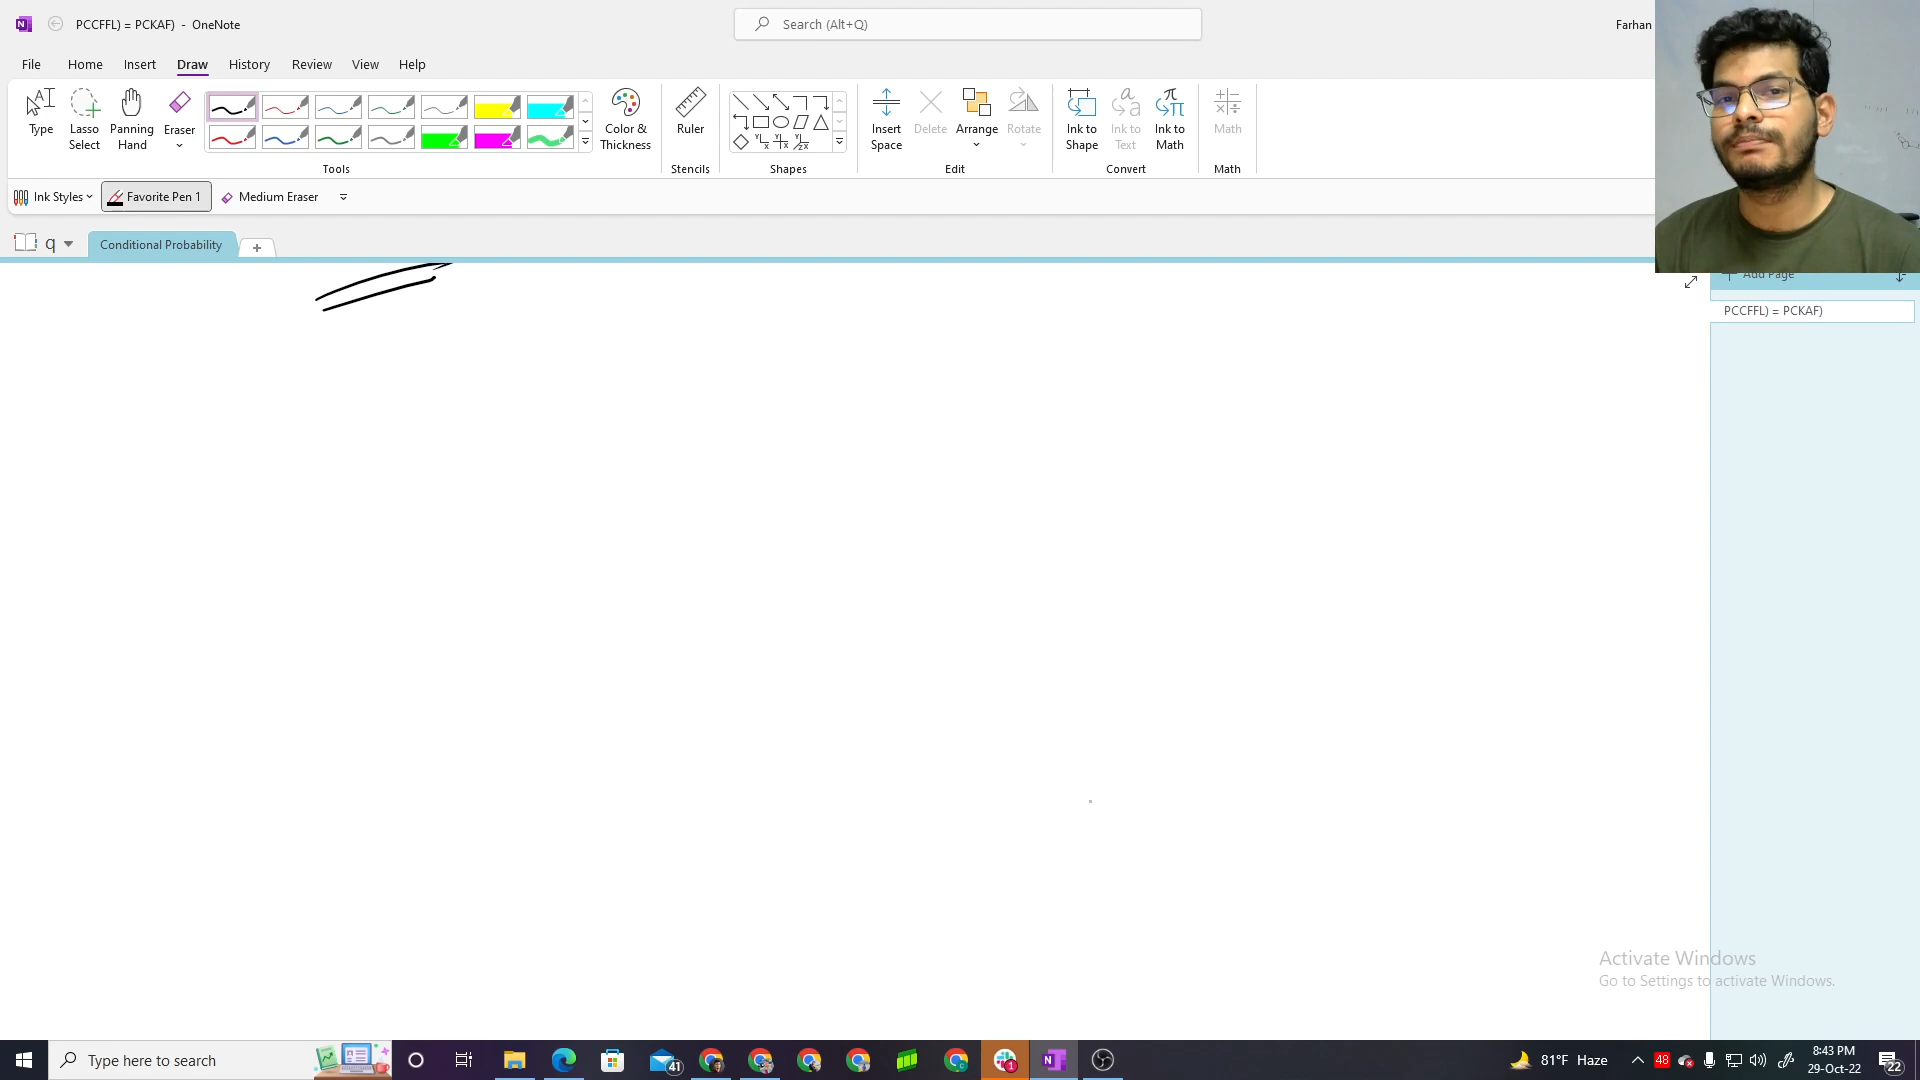 PCCFFL) = PCKAF) - OneNote
Search (Alt+Q)
Farhan
File Home Insert Draw History Review View Help
Type
Lasso Select
Panning Hand
Eraser
Color & Thickness
Ruler
Insert Space
Delete
Arrange
Rotate
Ink to Shape
Ink to Text
Ink to Math
Math
Tools Stencils Shapes Edit Convert Math
Ink Styles Favorite Pen 1 Medium Eraser
q Conditional Probability
Add Page
PCCFFL) = PCKAF)
Activate Windows
Go to Settings to activate Windows.
Type here to search
41
1
81°F Haze
48
8:43 PM
29-Oct-22
22